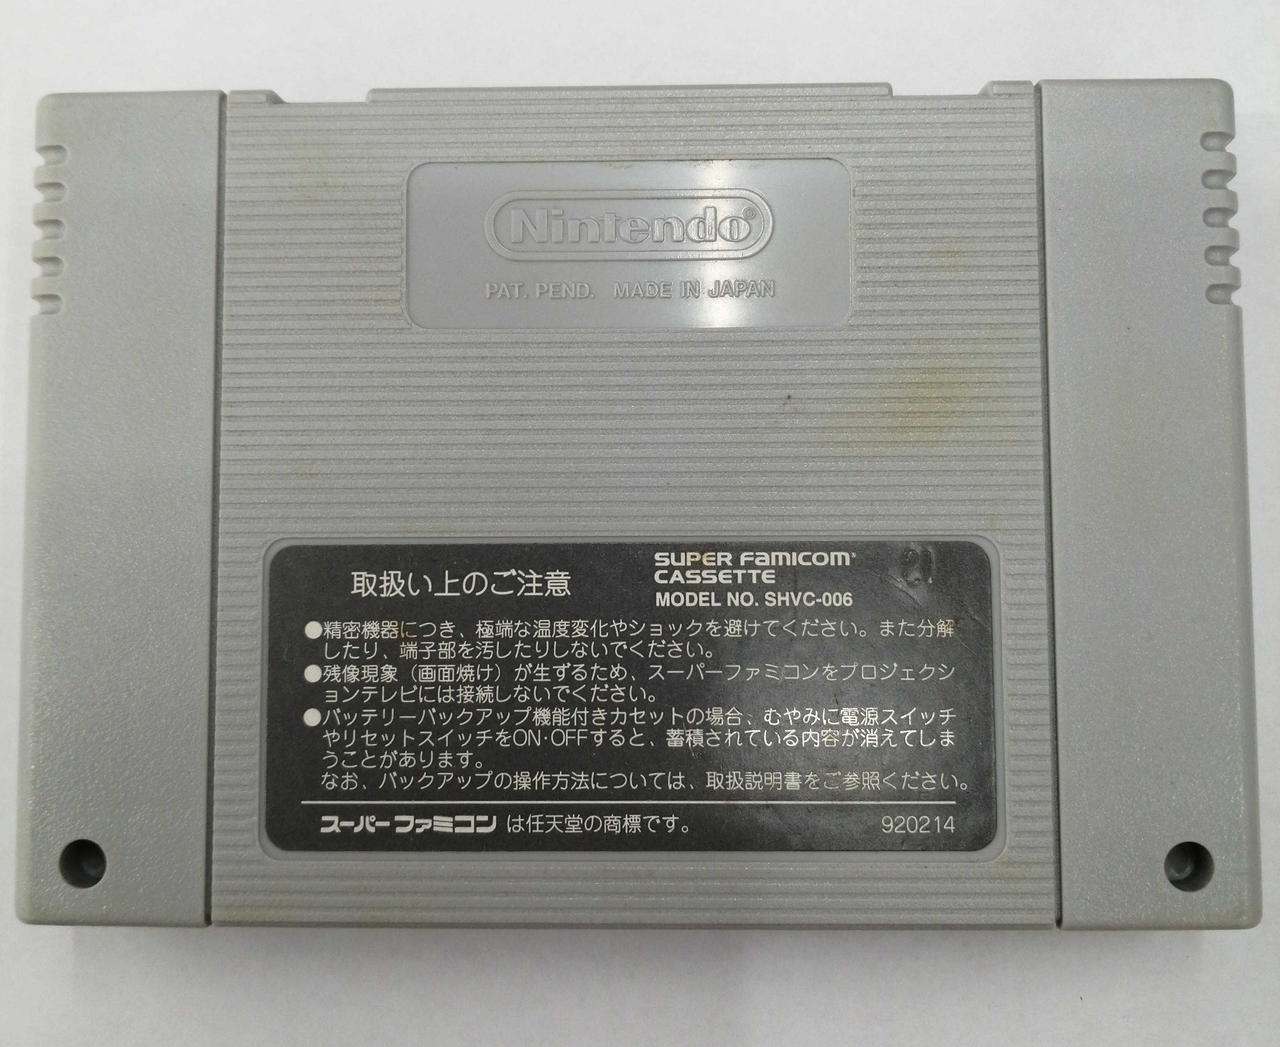 Nintendo®
PAT. PEND. MADE IN JAPAN
取扱い上のご注意
SUPER FAMICOM®
CASSETTE
MODEL NO. SHVC-006
21
●精密機器につき、極端な温度変化やショックを避けてください。また分解
したり、端子部を汚したりしないでください。
●残像現象（画面焼け）が生ずるため、スーパーファミコンをプロジェクシ
ョンテレビには接続しないでください。
●バッテリーバックアップ機能付きカセットの場合、むやみに電源スイッチ
やリセットスイッチをON·OFFすると、蓄積されている内容が消えてしま
うことがあります。
なお、バックアップの操作方法については、取扱説明書をご参照ください。
スーパーファミコン は任天堂の商標です。 920214